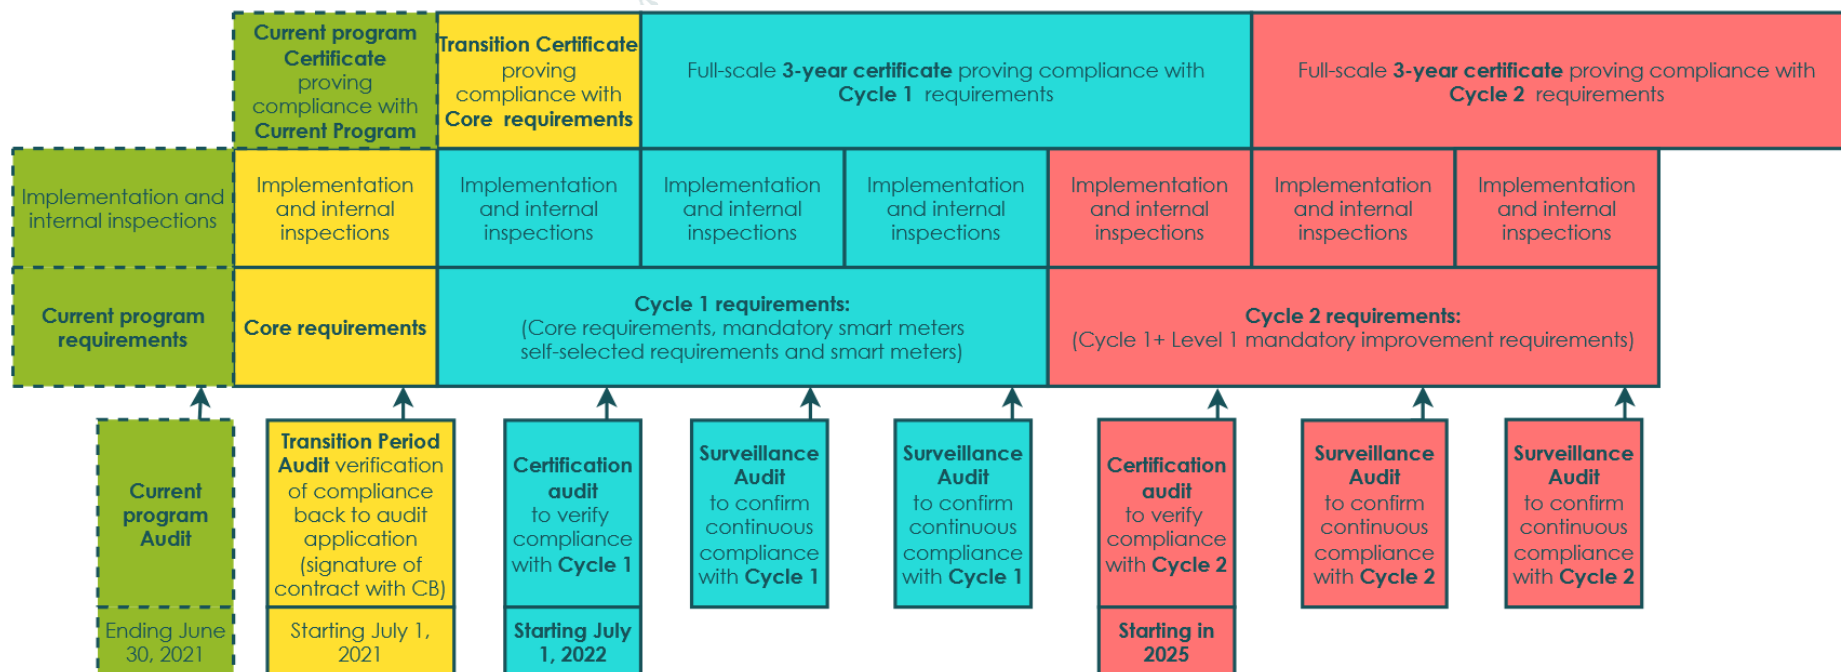 Current program
Certificate
proving
compliance with
Current Program
Transition Certificate
proving
compliance with
Core requirements
Full-scale 3-year certificate proving compliance with
Cycle 1 requirements
Full-scale 3-year certificate proving compliance with
Cycle 2 requirements
Implementation and
internal inspections
Implementation
and internal
inspections
Implementation
and internal
inspections
Implementation
and internal
inspections
Implementation
and internal
inspections
Implementation
and internal
inspections
Implementation
and internal
inspections
Implementation
and internal
inspections
Current program
requirements
Core requirements
Cycle 1 requirements:
(Core requirements, mandatory smart meters
self-selected requirements and smart meters)
Cycle 2 requirements:
(Cycle 1+ Level 1 mandatory improvement requirements)
Current
program
Audit
Ending June
30, 2021
Transition Period
Audit verification
of compliance
back to audit
application
(signature of
contract with CB)
Starting July 1,
2021
Certification
audit
to verify
compliance
with Cycle 1
Starting July
1, 2022
Surveillance
Audit
to confirm
continuous
compliance
with Cycle 1
Surveillance
Audit
to confirm
continuous
compliance
with Cycle 1
Certification
audit
to verify
compliance
with Cycle 2
Starting in
2025
Surveillance
Audit
to confirm
continuous
compliance
with Cycle 2
Surveillance
Audit
to confirm
continuous
compliance
with Cycle 2